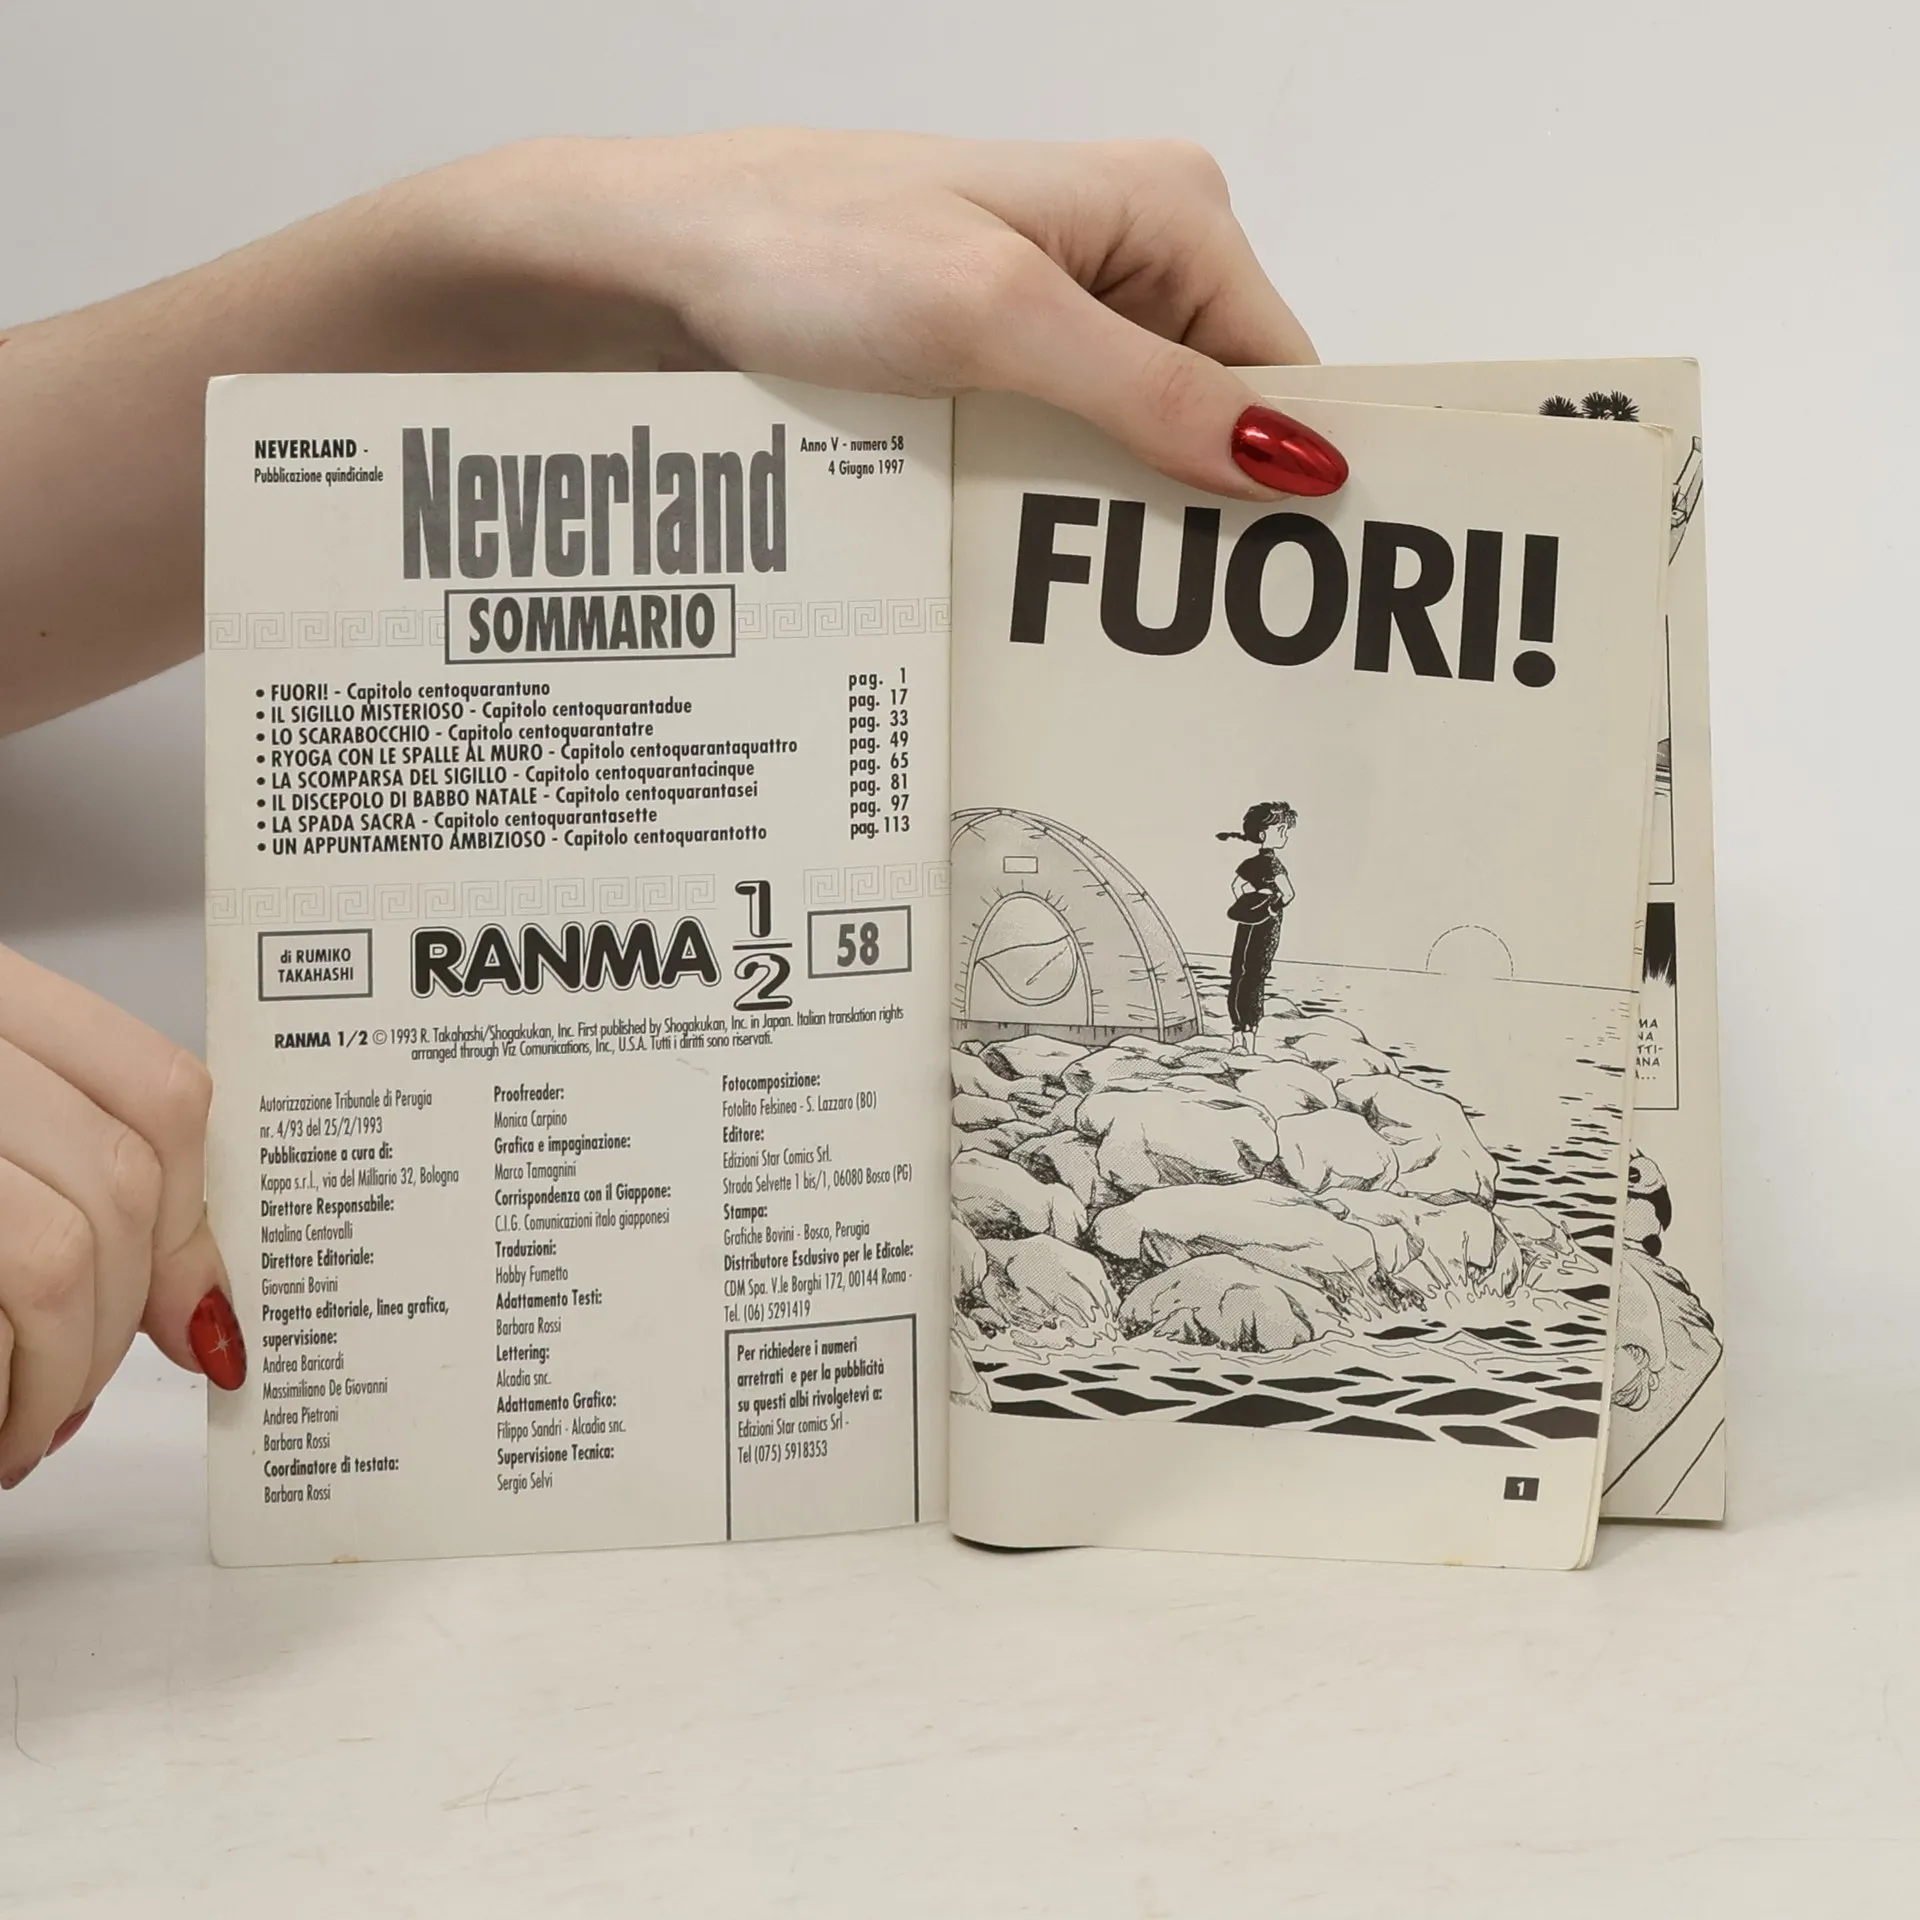 NEVERLAND -
Pubblicazione quindicinale
Neverland
Anno V - numero 58
4 Giugno 1997
SOMMARIO
• FUORI! - Capitolo centoquarantuno pag. 1
• IL SIGILLO MISTERIOSO - Capitolo centoquarantadue pag. 17
• LO SCARABOCCHIO - Capitolo centoquarantatre pag. 33
• RYOGA CON LE SPALLE AL MURO - Capitolo centoquarantaquattro pag. 49
• LA SCOMPARSA DEL SIGILLO - Capitolo centoquarantacinque pag. 65
• IL DISCEPOLO DI BABBO NATALE - Capitolo centoquarantasei pag. 81
• LA SPADA SACRA - Capitolo centoquarantasette pag. 97
• UN APPUNTAMENTO AMBIZIOSO - Capitolo centoquarantotto pag. 113
di RUMIKO
TAKAHASHI
RANMA 1/2
58
RANMA 1/2 © 1993 R. Takahashi/Shogakukan, Inc. First published by Shogakukan, Inc. in Japan. Italian translation rights
arranged through Viz Comunications, Inc., U.S.A. Tutti i diritti sono riservati.
Autorizzazione Tribunale di Perugia
nr. 4/93 del 25/2/1993
Pubblicazione a cura di:
Kappa s.r.l., via del Milliario 32, Bologna
Direttore Responsabile:
Natalina Centovalli
Direttore Editoriale:
Giovanni Bovini
Progetto editoriale, linea grafica,
supervisione:
Andrea Baricordi
Massimiliano De Giovanni
Andrea Pietroni
Barbara Rossi
Coordinatore di testata:
Barbara Rossi
Proofreader:
Monica Carpino
Grafica e impaginazione:
Marco Tamagnini
Corrispondenza con il Giappone:
C.I.G. Comunicazioni italo giapponesi
Traduzioni:
Hobby Fumetto
Adattamento Testi:
Barbara Rossi
Lettering:
Alcadia snc.
Adattamento Grafico:
Filippo Sandri - Alcadia snc.
Supervisione Tecnica:
Sergio Selvi
Fotocomposizione:
Fotolito Felsinea - S. Lazzaro (BO)
Editore:
Edizioni Star Comics Srl.
Strada Selvette 1 bis/1, 06080 Bosco (PG)
Stampa:
Grafiche Bovini - Bosco, Perugia
Distributore Esclusivo per le Edicole:
CDM Spa. V.le Borghi 172, 00144 Roma -
Tel. (06) 5291419
Per richiedere i numeri
arretrati e per la pubblicità
su questi albi rivolgetevi a:
Edizioni Star comics Srl -
Tel (075) 5918353
FUORI!
1